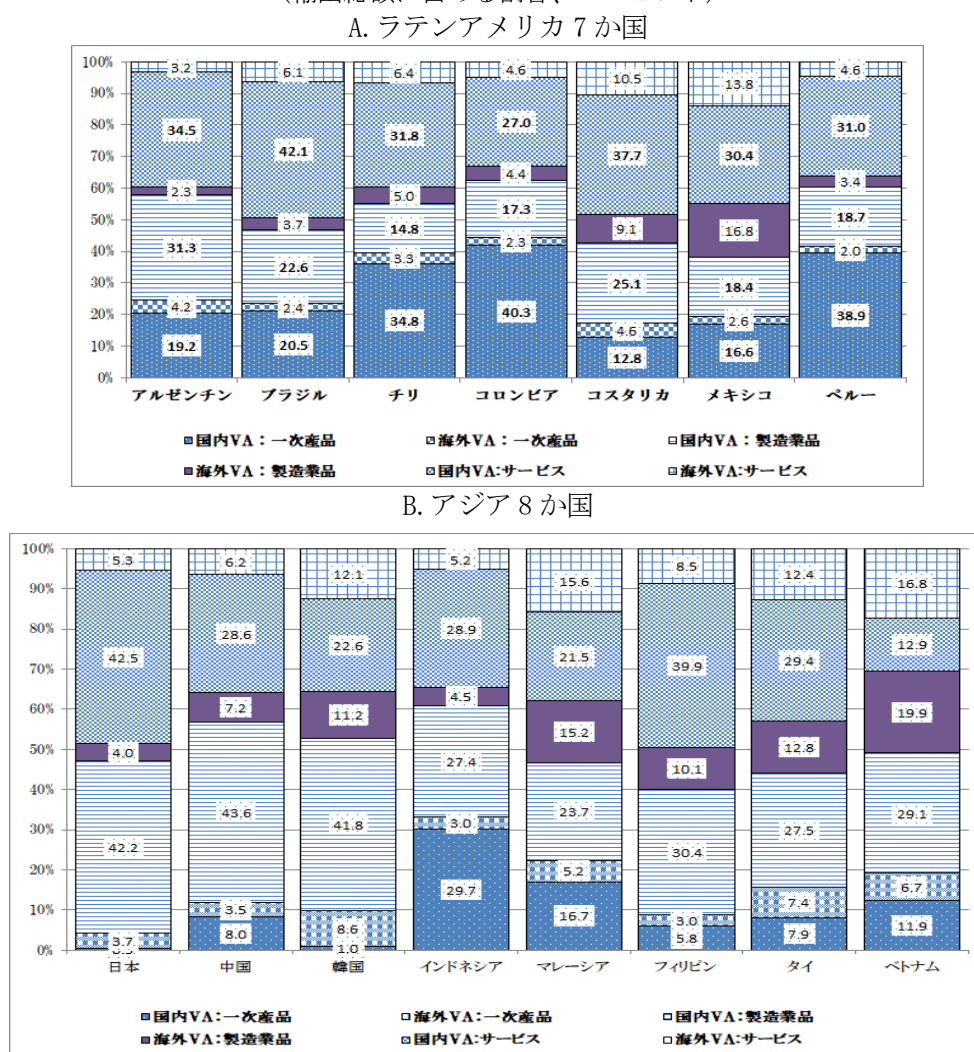 A. ラテンアメリカ7か国
100%
90%
80%
70%
60%
50%
40%
30%
20%
10%
0%
3.2 6.1 6.4 4.6 10.5 13.8 4.6
34.5 42.1 31.8 27.0 37.7 30.4 31.0
2.3 3.7 5.0 4.4 9.1 16.8 3.4
31.3 22.6 14.8 17.3 25.1 18.4 18.7
4.2 2.4 3.3 2.3 4.6 2.6 2.0
19.2 20.5 34.8 40.3 12.8 16.6 38.9
アルゼンチン ブラジル チリ コロンビア コスタリカ メキシコ ペルー
国内VA：一次産品 海外VA：一次産品 国内VA：製造業品
海外VA：製造業品 国内VA:サービス 海外VA:サービス
B. アジア8か国
100%
90%
80%
70%
60%
50%
40%
30%
20%
10%
0%
5.3 6.2 12.1 5.2 15.6 8.5 12.4 16.8
42.5 28.6 22.6 28.9 21.5 39.9 29.4 12.9
4.0 7.2 11.2 4.5 15.2 10.1 12.8 19.9
42.2 43.6 41.8 27.4 23.7 30.4 27.5 29.1
3.7 3.5 8.6 3.0 5.2 3.0 7.4 6.7
8.0 1.0 29.7 16.7 5.8 7.9 11.9
日本 中国 韓国 インドネシア マレーシア フィリピン タイ ベトナム
国内VA：一次産品 海外VA：一次産品 国内VA：製造業品
海外VA：製造業品 国内VA:サービス 海外VA:サービス